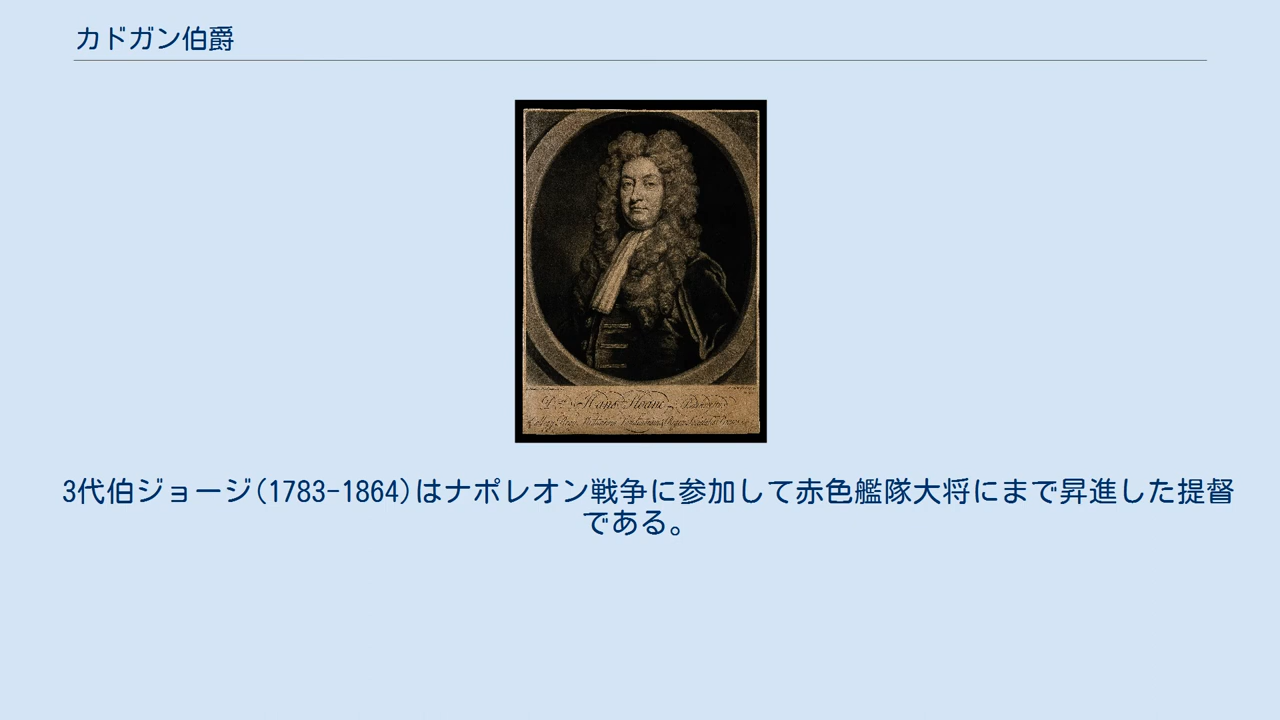 カドガン伯爵
Hans Sloane
3代伯ジョージ(1783-1864)はナポレオン戦争に参加して赤色艦隊大将にまで昇進した提督
である。